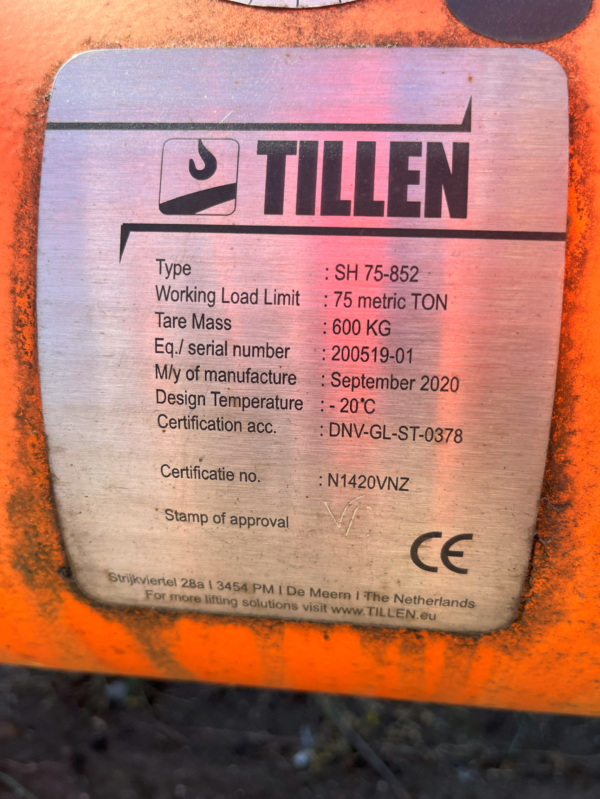 TILLEN
Type : SH 75-852
Working Load Limit : 75 metric TON
Tare Mass : 600 KG
Eq./ serial number : 200519-01
M/y of manufacture : September 2020
Design Temperature : - 20°C
Certification acc. : DNV-GL-ST-0378
Certificatie no. : N1420VNZ
Stamp of approval
CE
Strijkviertel 28a I 3454 PM I De Meern I The Netherlands
For more lifting solutions visit www.TILLEN.eu